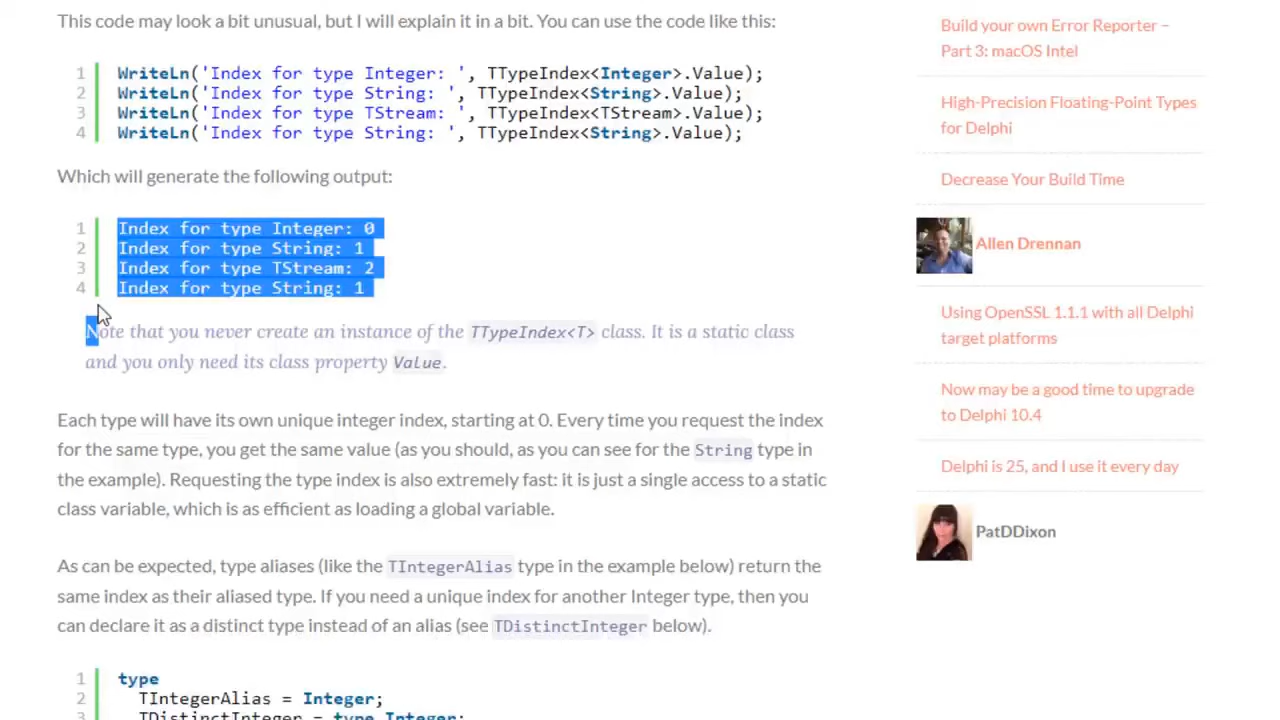 This code may look a bit unusual, but I will explain it in a bit. You can use the code like this:
1 WriteLn('Index for type Integer: ', TTypeIndex<Integer>.Value);
2 WriteLn('Index for type String: ', TTypeIndex<String>.Value);
3 WriteLn('Index for type TStream: ', TTypeIndex<TStream>.Value);
4 WriteLn('Index for type String: ', TTypeIndex<String>.Value);
Which will generate the following output:
1 Index for type Integer: 0
2 Index for type String: 1
3 Index for type TStream: 2
4 Index for type String: 1
Note that you never create an instance of the TTypeIndex<T> class. It is a static class
and you only need its class property Value.
Each type will have its own unique integer index, starting at 0. Every time you request the index
for the same type, you get the same value (as you should, as you can see for the String type in
the example). Requesting the type index is also extremely fast: it is just a single access to a static
class variable, which is as efficient as loading a global variable.
As can be expected, type aliases (like the TIntegerAlias type in the example below) return the
same index as their aliased type. If you need a unique index for another Integer type, then you
can declare it as a distinct type instead of an alias (see TDistinctInteger below).
1 type
2 TIntegerAlias = Integer;
3 TDistinctInteger = type Integer;
Build your own Error Reporter –
Part 3: macOS Intel
High-Precision Floating-Point Types
for Delphi
Decrease Your Build Time
Allen Drennan
Using OpenSSL 1.1.1 with all Delphi
target platforms
Now may be a good time to upgrade
to Delphi 10.4
Delphi is 25, and I use it every day
PatDDixon